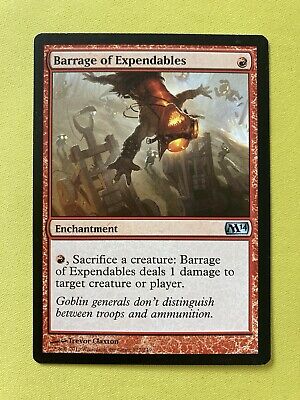 Barrage of Expendables
Enchantment M14
, Sacrifice a creature: Barrage
of Expendables deals 1 damage to
target creature or player.
Goblin generals don't distinguish
between troops and ammunition.
Trevor Claxton